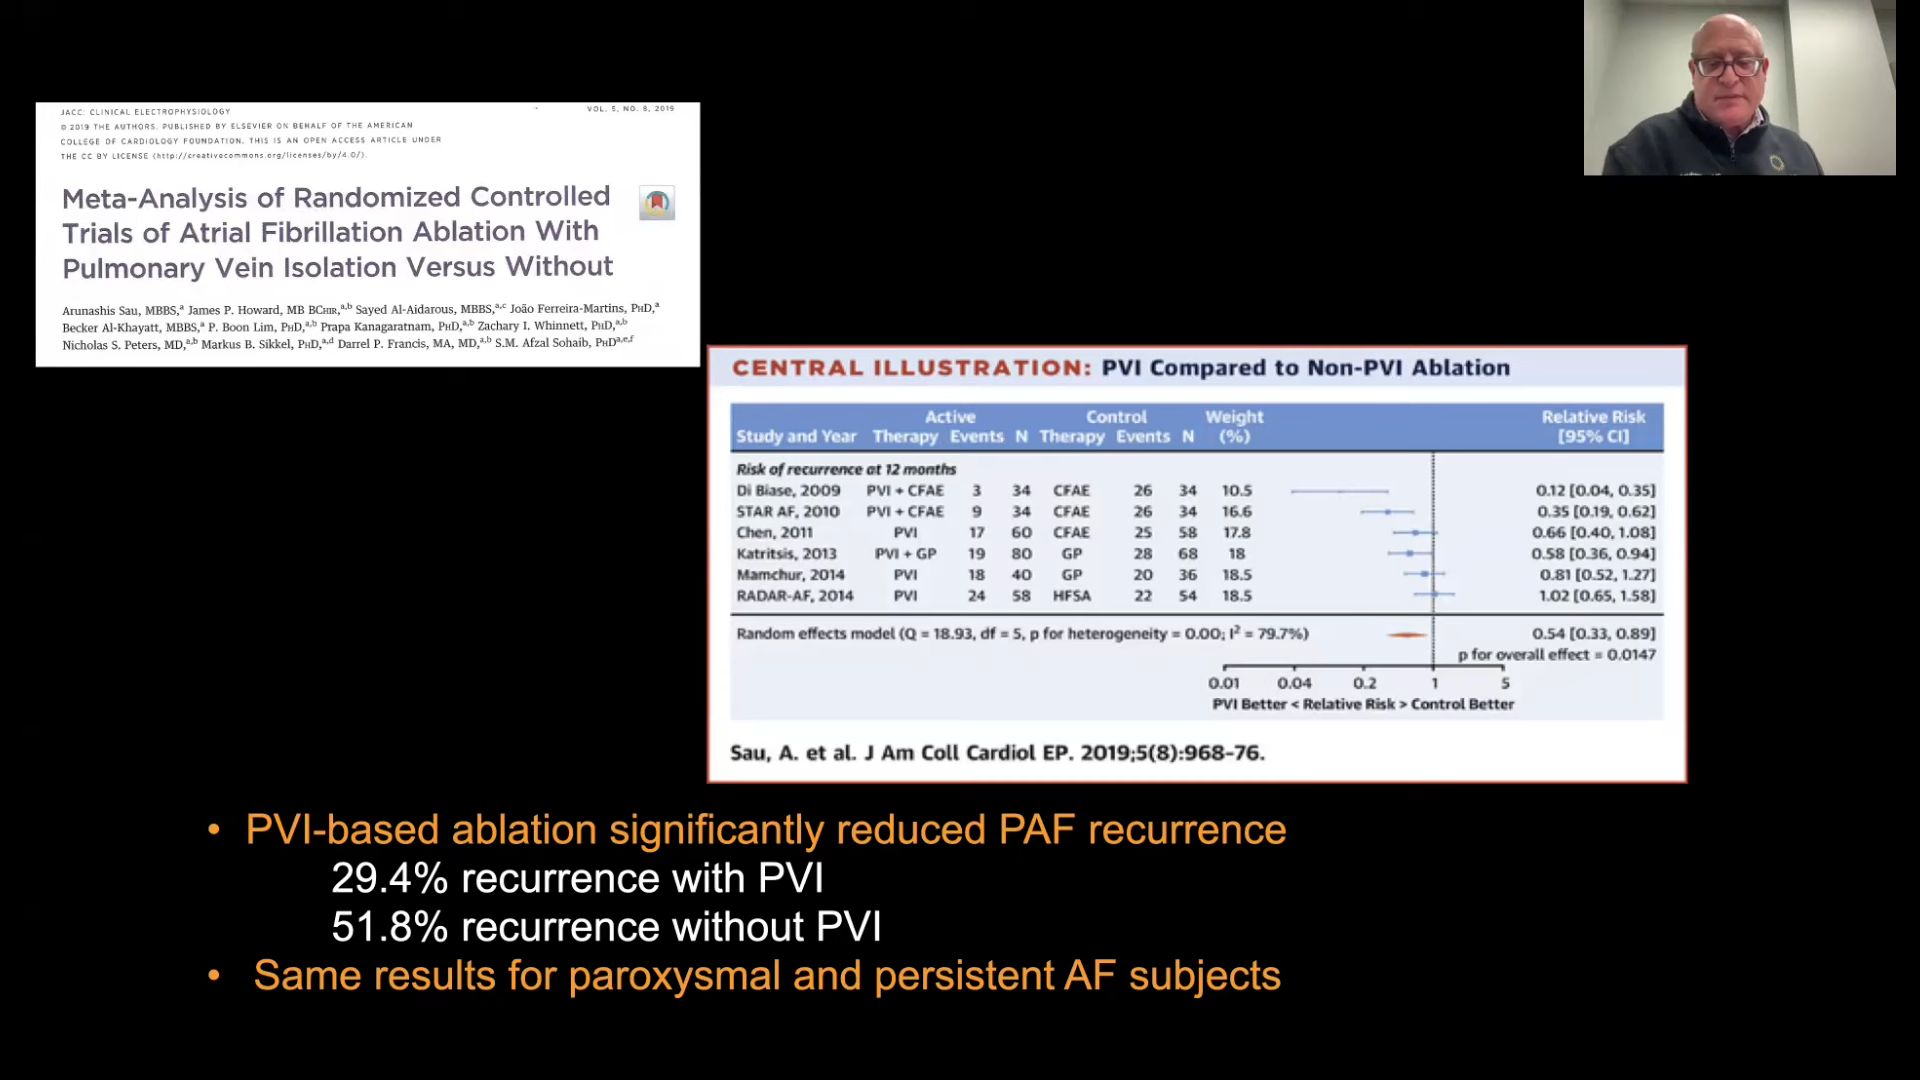 JACC: CLINICAL ELECTROPHYSIOLOGY
VOL. 5, NO. 8, 2019
© 2019 THE AUTHORS. PUBLISHED BY ELSEVIER ON BEHALF OF THE AMERICAN
COLLEGE OF CARDIOLOGY FOUNDATION. THIS IS AN OPEN ACCESS ARTICLE UNDER
THE CC BY LICENSE (http://creativecommons.org/licenses/by/4.0/).
Meta-Analysis of Randomized Controlled
Trials of Atrial Fibrillation Ablation With
Pulmonary Vein Isolation Versus Without
Arunashis Sau, MBBS,a James P. Howard, MB BChir,a,b Sayed Al-Aidarous, MBBS,a,c João Ferreira-Martins, PhD,a
Becker Al-Khayatt, MBBS,a P. Boon Lim, PhD,a,b Prapa Kanagaratnam, PhD,a,b Zachary I. Whinnett, PhD,a,b
Nicholas S. Peters, MD,a,b Markus B. Sikkel, PhD,a,d Darrel P. Francis, MA, MD,a,b S.M. Afzal Sohaib, PhDa,e,f
CENTRAL ILLUSTRATION: PVI Compared to Non-PVI Ablation
Active Control Weight Relative Risk
Study and Year Therapy Events N Therapy Events N (%) [95% CI]
Risk of recurrence at 12 months
Di Biase, 2009 PVI + CFAE 3 34 CFAE 26 34 10.5 0.12 [0.04, 0.35]
STAR AF, 2010 PVI + CFAE 9 34 CFAE 26 34 16.6 0.35 [0.19, 0.62]
Chen, 2011 PVI 17 60 CFAE 25 58 17.8 0.66 [0.40, 1.08]
Katritsis, 2013 PVI + GP 19 80 GP 28 68 18 0.58 [0.36, 0.94]
Mamchur, 2014 PVI 18 40 GP 20 36 18.5 0.81 [0.52, 1.27]
RADAR-AF, 2014 PVI 24 58 HFSA 22 54 18.5 1.02 [0.65, 1.58]
Random effects model (Q = 18.93, df = 5, p for heterogeneity = 0.00; I² = 79.7%) 0.54 [0.33, 0.89]
p for overall effect = 0.0147
0.01 0.04 0.2 1 5
PVI Better < Relative Risk > Control Better
Sau, A. et al. J Am Coll Cardiol EP. 2019;5(8):968–76.
• PVI-based ablation significantly reduced PAF recurrence
29.4% recurrence with PVI
51.8% recurrence without PVI
• Same results for paroxysmal and persistent AF subjects